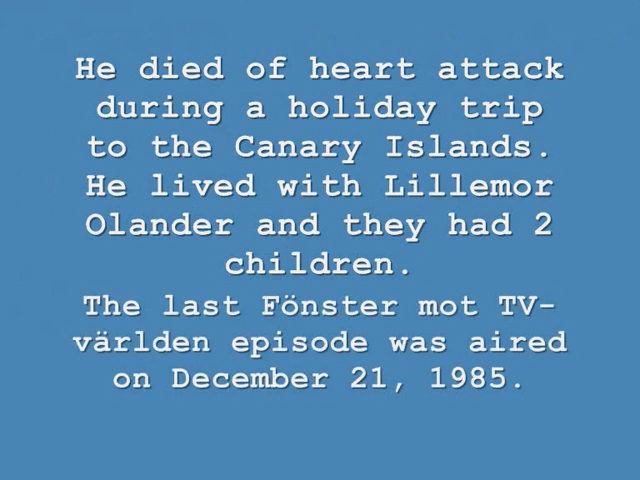 He died of heart attack
during a holiday trip
to the Canary Islands.
He lived with Lillemor
Olander and they had 2
children.
The last Fönster mot TV-
världen episode was aired
on December 21, 1985.